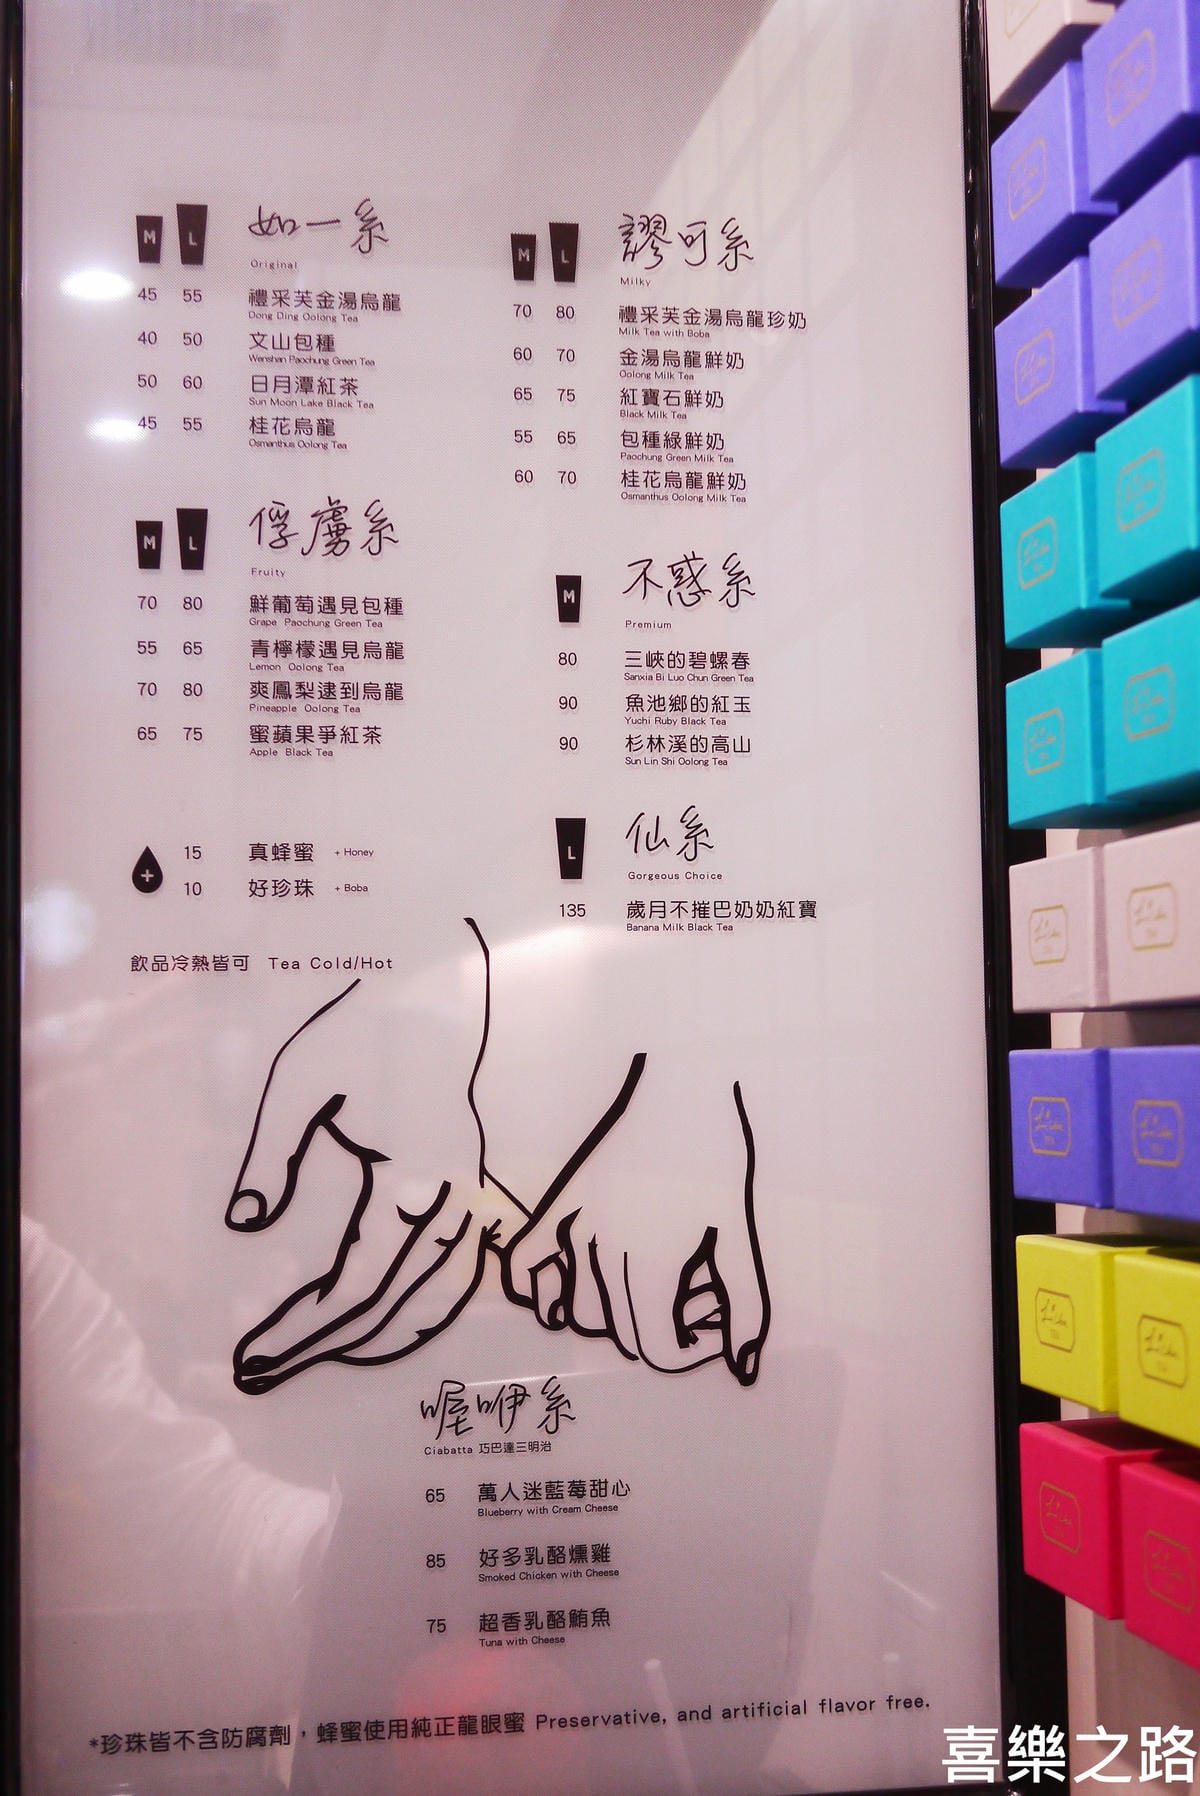 M L 如一系
Original
45 55 禮采芙金湯烏龍
Dong Ding Oolong Tea
40 50 文山包種
Wenshan Paochung Green Tea
50 60 日月潭紅茶
Sun Moon Lake Black Tea
45 55 桂花烏龍
Osmanthus Oolong Tea
M L 俘虜系
Fruity
70 80 鮮葡萄遇見包種
Grape Paochung Green Tea
55 65 青檸檬遇見烏龍
Lemon Oolong Tea
70 80 爽鳳梨逮到烏龍
Pineapple Oolong Tea
65 75 蜜蘋果爭紅茶
Apple Black Tea
+ 15 真蜂蜜 + Honey
10 好珍珠 + Boba
飲品冷熱皆可 Tea Cold/Hot
M L 謬可系
Milky
70 80 禮采芙金湯烏龍珍奶
Milk Tea with Boba
60 70 金湯烏龍鮮奶
Oolong Milk Tea
65 75 紅寶石鮮奶
Black Milk Tea
55 65 包種綠鮮奶
Paochung Green Milk Tea
60 70 桂花烏龍鮮奶
Osmanthus Oolong Milk Tea
M 不惑系
Premium
80 三峽的碧螺春
Sanxia Bi Luo Chun Green Tea
90 魚池鄉的紅玉
Yuchi Ruby Black Tea
90 杉林溪的高山
Sun Lin Shi Oolong Tea
L 仙系
Gorgeous Choice
135 歲月不摧巴奶奶紅寶
Banana Milk Black Tea
喔咿系
Ciabatta 巧巴達三明治
65 萬人迷藍莓甜心
Blueberry with Cream Cheese
85 好多乳酪燻雞
Smoked Chicken with Cheese
75 超香乳酪鮪魚
Tuna with Cheese
*珍珠皆不含防腐劑，蜂蜜使用純正龍眼蜜 Preservative, and artificial flavor free.
喜樂之路